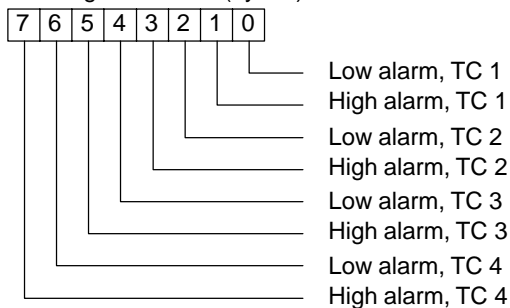 7 6 5 4 3 2 1 0
Low alarm, TC 1
High alarm, TC 1
Low alarm, TC 2
High alarm, TC 2
Low alarm, TC 3
High alarm, TC 3
Low alarm, TC 4
High alarm, TC 4